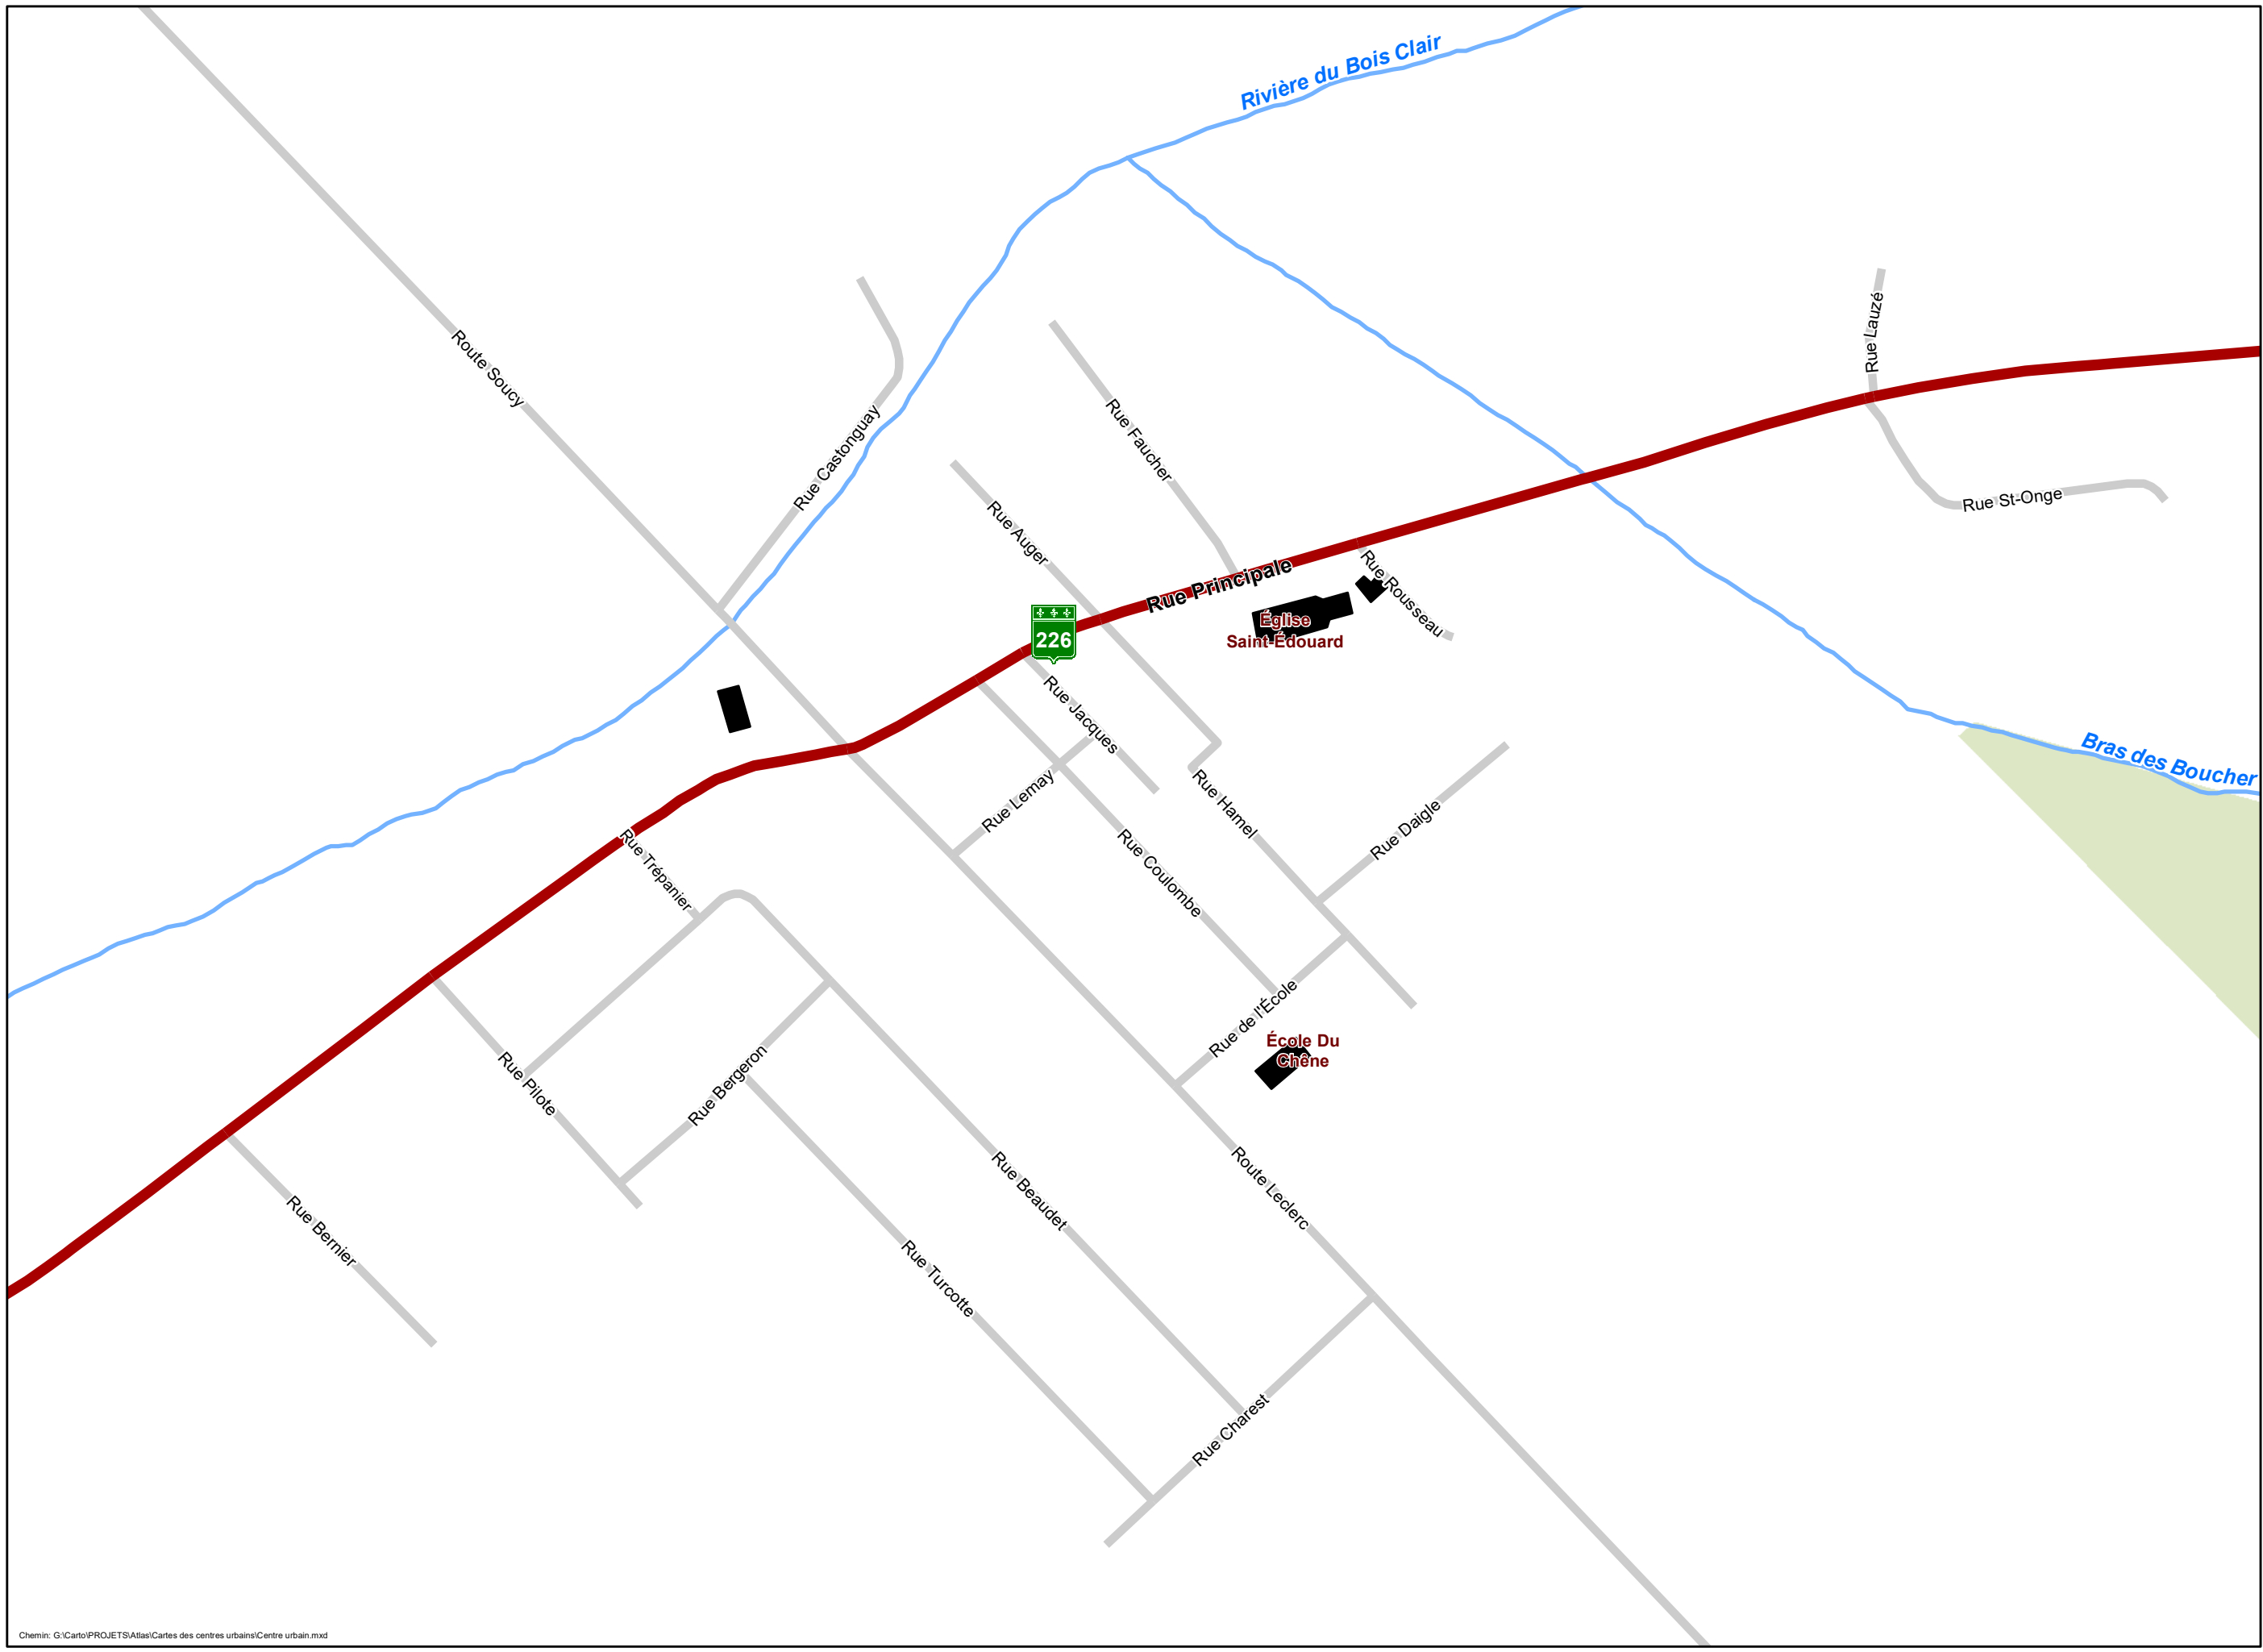 Rivière du Bois Clair
Rue Lauzé
Route Soucy
Rue Castonguay
Rue Faucher
Rue St-Onge
Rue Auger
Rue Principale
Rue Rousseau
226
Église
Saint-Édouard
Rue Jacques
Bras des Boucher
Rue Lemay
Rue Hamel
Rue Daigle
Rue Trépanier
Rue Coulombe
Rue de l'École
École Du
Chêne
Rue Pilote
Rue Bergeron
Rue Beaudet
Route Leclerc
Rue Bernier
Rue Turcotte
Rue Charest
Chemin: G:\Carto\PROJETS\Atlas\Cartes des centres urbains\Centre urbain.mxd